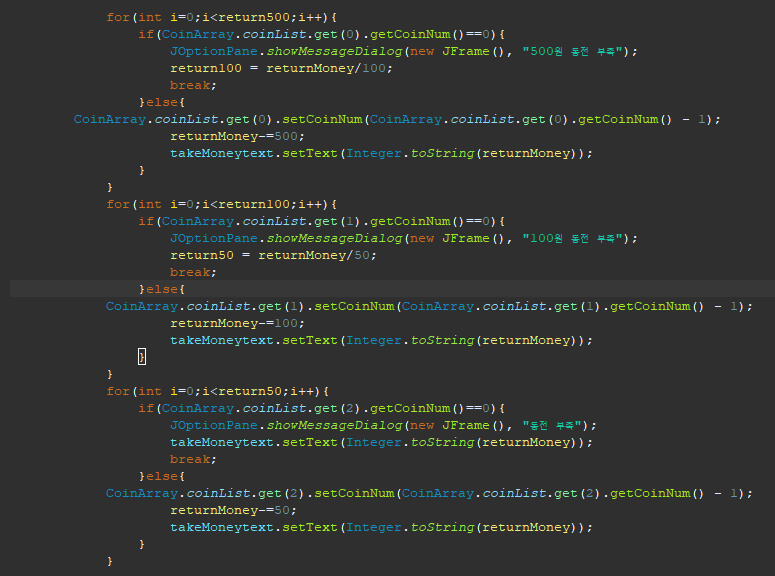 for(int i=0;i<return500;i++){
if(CoinArray.coinList.get(0).getCoinNum()==0){
JOptionPane.showMessageDialog(new JFrame(), "500원 동전 부족");
return100 = returnMoney/100;
break;
}else{
CoinArray.coinList.get(0).setCoinNum(CoinArray.coinList.get(0).getCoinNum() - 1);
returnMoney-=500;
takeMoneytext.setText(Integer.toString(returnMoney));
}
}
for(int i=0;i<return100;i++){
if(CoinArray.coinList.get(1).getCoinNum()==0){
JOptionPane.showMessageDialog(new JFrame(), "100원 동전 부족");
return50 = returnMoney/50;
break;
}else{
CoinArray.coinList.get(1).setCoinNum(CoinArray.coinList.get(1).getCoinNum() - 1);
returnMoney-=100;
takeMoneytext.setText(Integer.toString(returnMoney));
}
}
for(int i=0;i<return50;i++){
if(CoinArray.coinList.get(2).getCoinNum()==0){
JOptionPane.showMessageDialog(new JFrame(), "동전 부족");
takeMoneytext.setText(Integer.toString(returnMoney));
break;
}else{
CoinArray.coinList.get(2).setCoinNum(CoinArray.coinList.get(2).getCoinNum() - 1);
returnMoney-=50;
takeMoneytext.setText(Integer.toString(returnMoney));
}
}